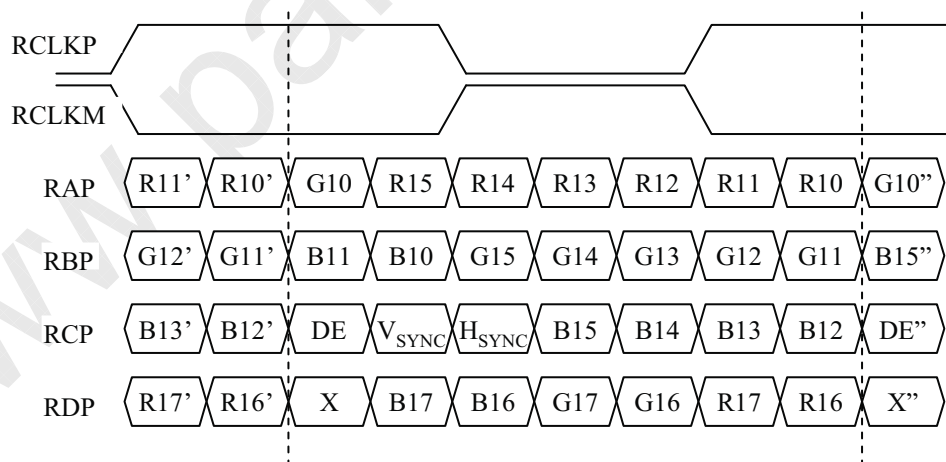 RCLKP
RCLKM
RAP R11’ R10’ G10 R15 R14 R13 R12 R11 R10 G10”
RBP G12’ G11’ B11 B10 G15 G14 G13 G12 G11 B15”
RCP B13’ B12’ DE VSYNC HSYNC B15 B14 B13 B12 DE”
RDP R17’ R16’ X B17 B16 G17 G16 R17 R16 X”